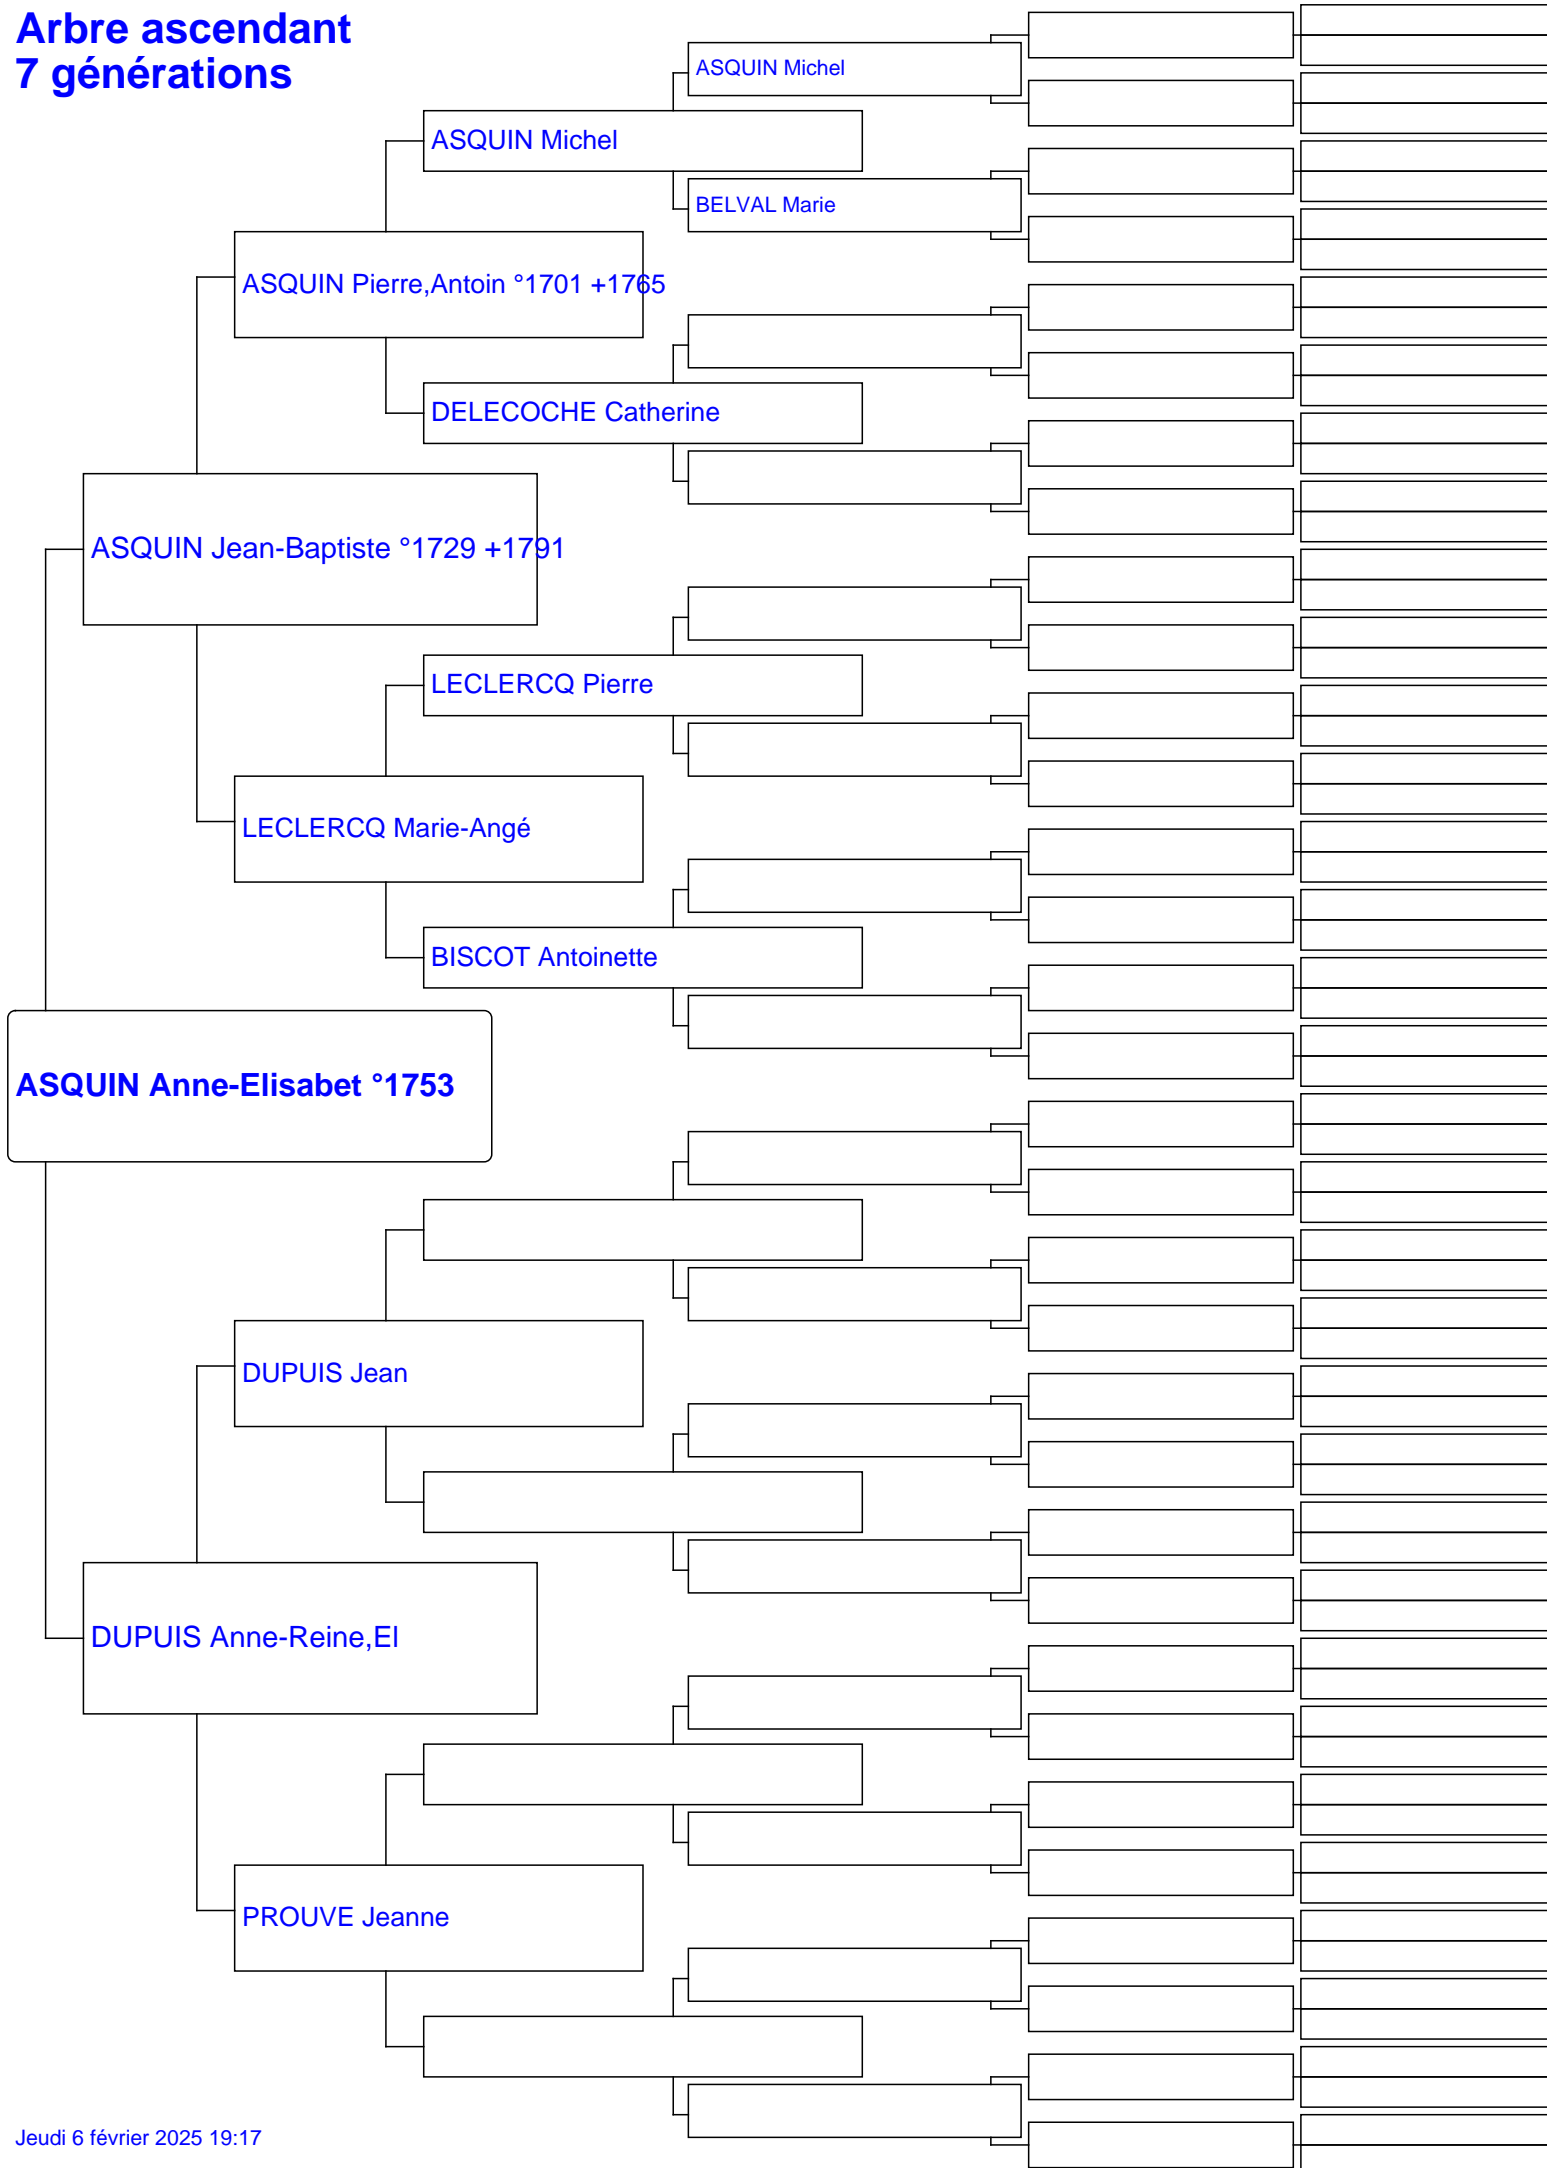 Arbre ascendant
7 générations
ASQUIN Michel
ASQUIN Michel
BELVAL Marie
ASQUIN Pierre,Antoin °1701 +1765
DELECOCHE Catherine
ASQUIN Jean-Baptiste °1729 +1791
LECLERCQ Pierre
LECLERCQ Marie-Angé
BISCOT Antoinette
ASQUIN Anne-Elisabet °1753
DUPUIS Jean
DUPUIS Anne-Reine,El
PROUVE Jeanne
Jeudi 6 février 2025 19:17